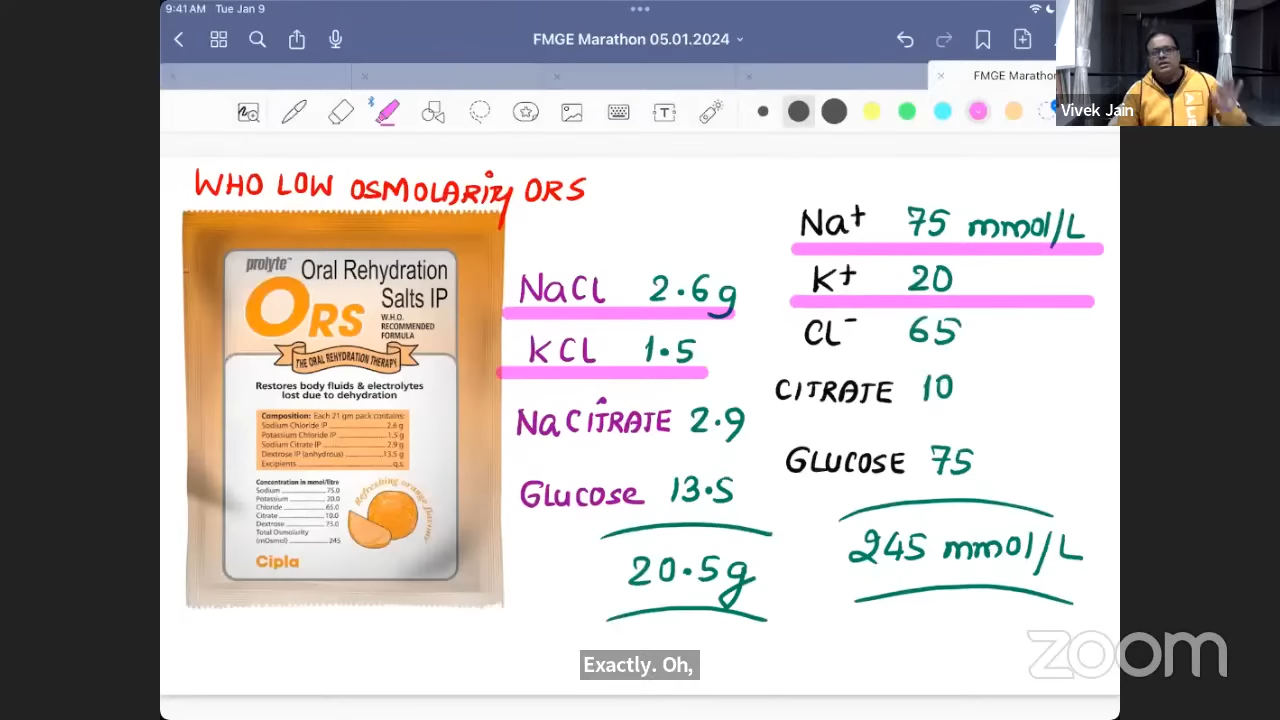 9:41 AM Tue Jan 9
FMGE Marathon 05.01.2024
FMGE Marathon
Vivek Jain
WHO LOW OSMOLARITY ORS
prolyte™ Oral Rehydration
Salts IP
ORS
W.H.O.
RECOMMENDED
FORMULA
THE ORAL REHYDRATION THERAPY
Restores body fluids & electrolytes
lost due to dehydration
Composition: Each 21 gm pack contains:
Sodium Chloride IP 2.6 g
Potassium Chloride IP 1.5 g
Sodium Citrate IP 2.9 g
Dextrose IP (anhydrous) 13.5 g
Excipients q.s.
Concentration in mmol/litre
Sodium 75.0
Potassium 20.0
Chloride 65.0
Citrate 10.0
Dextrose 75.0
Total Osmolarity
(mOsmol) 245
Refreshing orange flavour
Cipla
NaCl 2.6 g
KCL 1.5
Na CITRATE 2.9
Glucose 13.5
20.5g
Na+ 75 mmol/L
K+ 20
Cl- 65
CITRATE 10
GLUCOSE 75
245 mmol/L
Exactly. Oh,
zoom